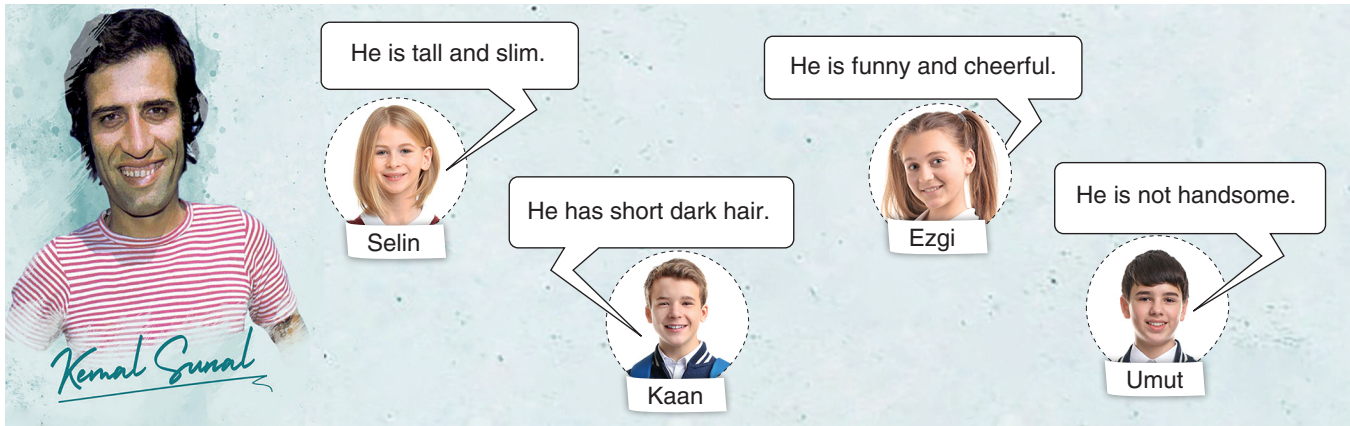 He is tall and slim.
Selin
He has short dark hair.
Kaan
He is funny and cheerful.
Ezgi
He is not handsome.
Umut
Kemal Sunal